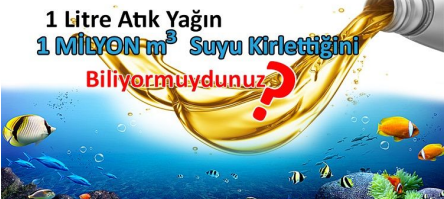 1 Litre Atık Yağın
1 MİLYON m³ Suyu Kirlettiğini
Biliyormuydunuz?